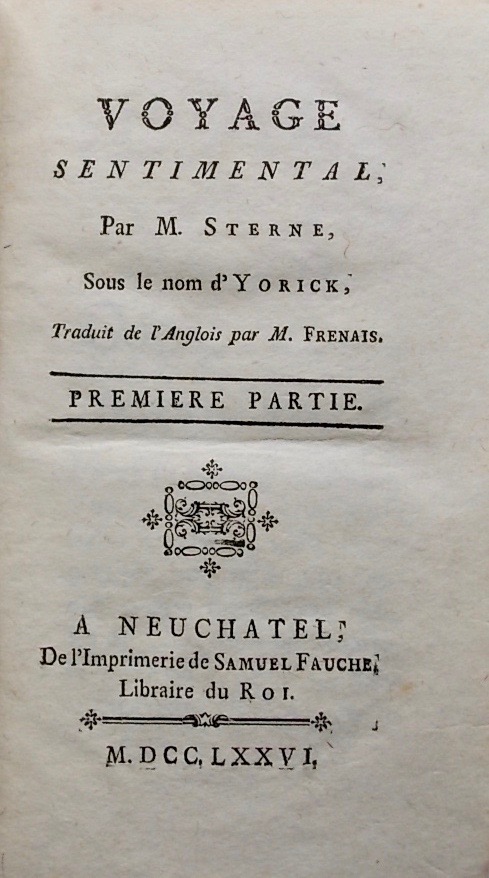 VOYAGE
SENTIMENTAL,
Par M. STERNE,
Sous le nom d'YORICK,
Traduit de l'Anglois par M. FRENAIS.
PREMIERE PARTIE.
A NEUCHATEL,
De l'Imprimerie de SAMUEL FAUCHE,
Libraire du ROI.
M. DCC. LXXVI.